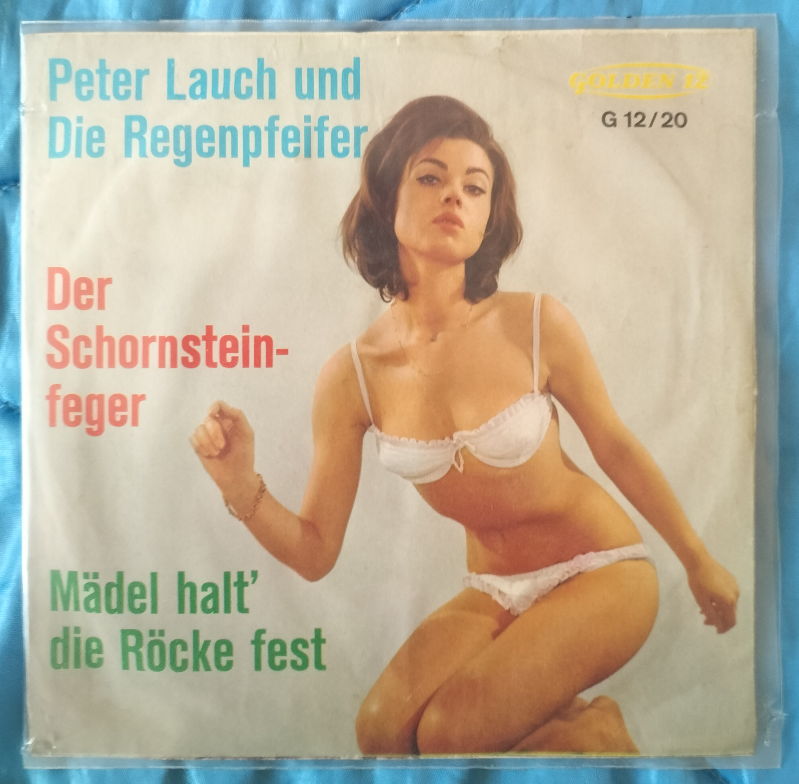 Peter Lauch und
Die Regenpfeifer
GOLDEN 12
G 12/20
Der
Schornstein-
feger
Mädel halt'
die Röcke fest